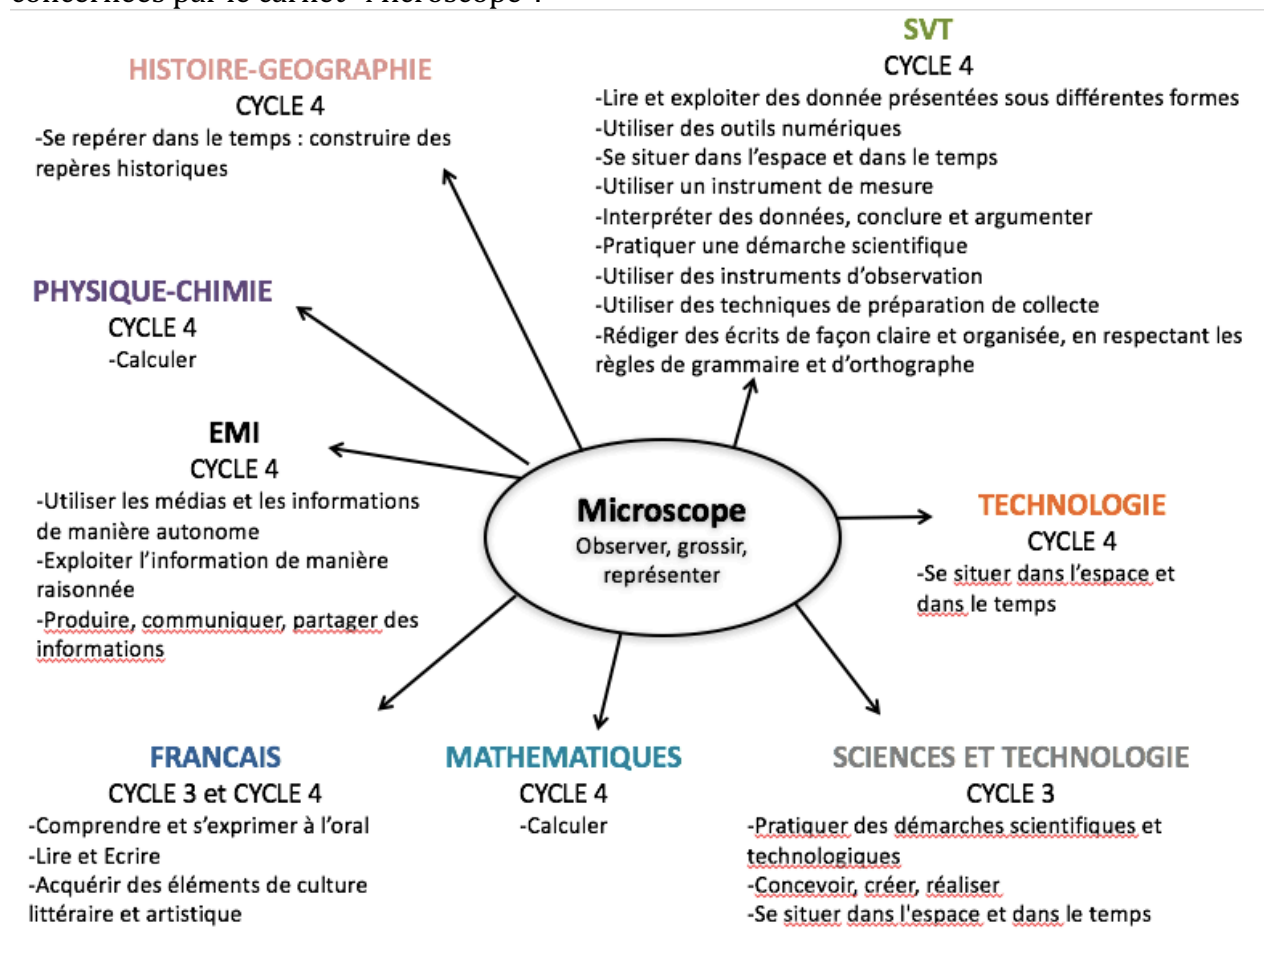 concernées par le carnet "Microscope".
HISTOIRE-GEOGRAPHIE
CYCLE 4
-Se repérer dans le temps : construire des
repères historiques
SVT
CYCLE 4
-Lire et exploiter des donnée présentées sous différentes formes
-Utiliser des outils numériques
-Se situer dans l’espace et dans le temps
-Utiliser un instrument de mesure
-Interpréter des données, conclure et argumenter
-Pratiquer une démarche scientifique
-Utiliser des instruments d’observation
-Utiliser des techniques de préparation de collecte
-Rédiger des écrits de façon claire et organisée, en respectant les
règles de grammaire et d’orthographe
PHYSIQUE-CHIMIE
CYCLE 4
-Calculer
EMI
CYCLE 4
-Utiliser les médias et les informations
de manière autonome
-Exploiter l’information de manière
raisonnée
-Produire, communiquer, partager des
informations
Microscope
Observer, grossir,
représenter
TECHNOLOGIE
CYCLE 4
-Se situer dans l’espace et
dans le temps
FRANCAIS
CYCLE 3 et CYCLE 4
-Comprendre et s’exprimer à l’oral
-Lire et Ecrire
-Acquérir des éléments de culture
littéraire et artistique
MATHEMATIQUES
CYCLE 4
-Calculer
SCIENCES ET TECHNOLOGIE
CYCLE 3
-Pratiquer des démarches scientifiques et
technologiques
-Concevoir, créer, réaliser
-Se situer dans l'espace et dans le temps